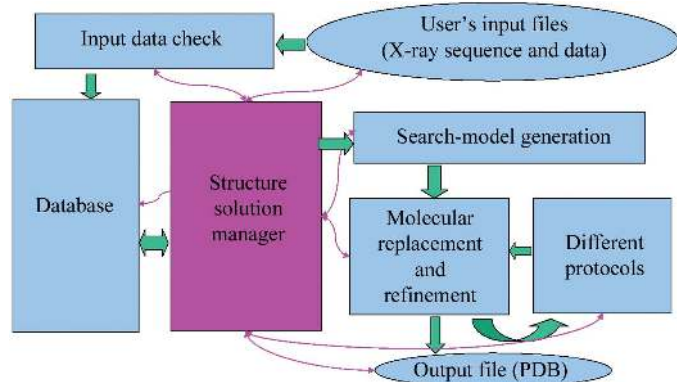 User's input files
(X-ray sequence and data)
Input data check
Search-model generation
Database
Structure
solution
manager
Molecular
replacement
and
refinement
Different
protocols
Output file (PDB)